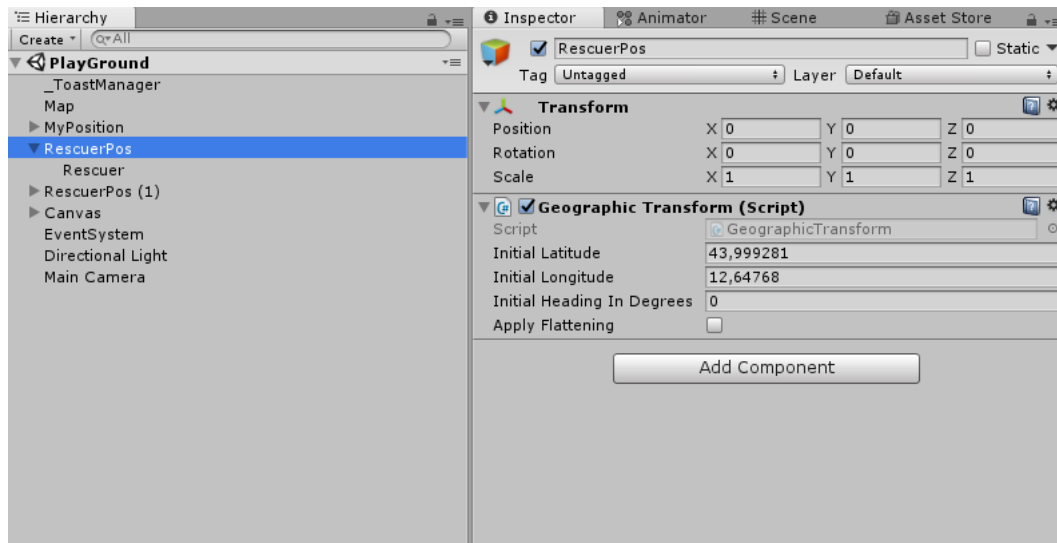 Hierarchy
Create All
PlayGround
_ToastManager
Map
MyPosition
RescuerPos
Rescuer
RescuerPos (1)
Canvas
EventSystem
Directional Light
Main Camera
Inspector Animator Scene Asset Store
RescuerPos Static
Tag Untagged Layer Default
Transform
Position X 0 Y 0 Z 0
Rotation X 0 Y 0 Z 0
Scale X 1 Y 1 Z 1
Geographic Transform (Script)
Script GeographicTransform
Initial Latitude 43,999281
Initial Longitude 12,64768
Initial Heading In Degrees 0
Apply Flattening
Add Component